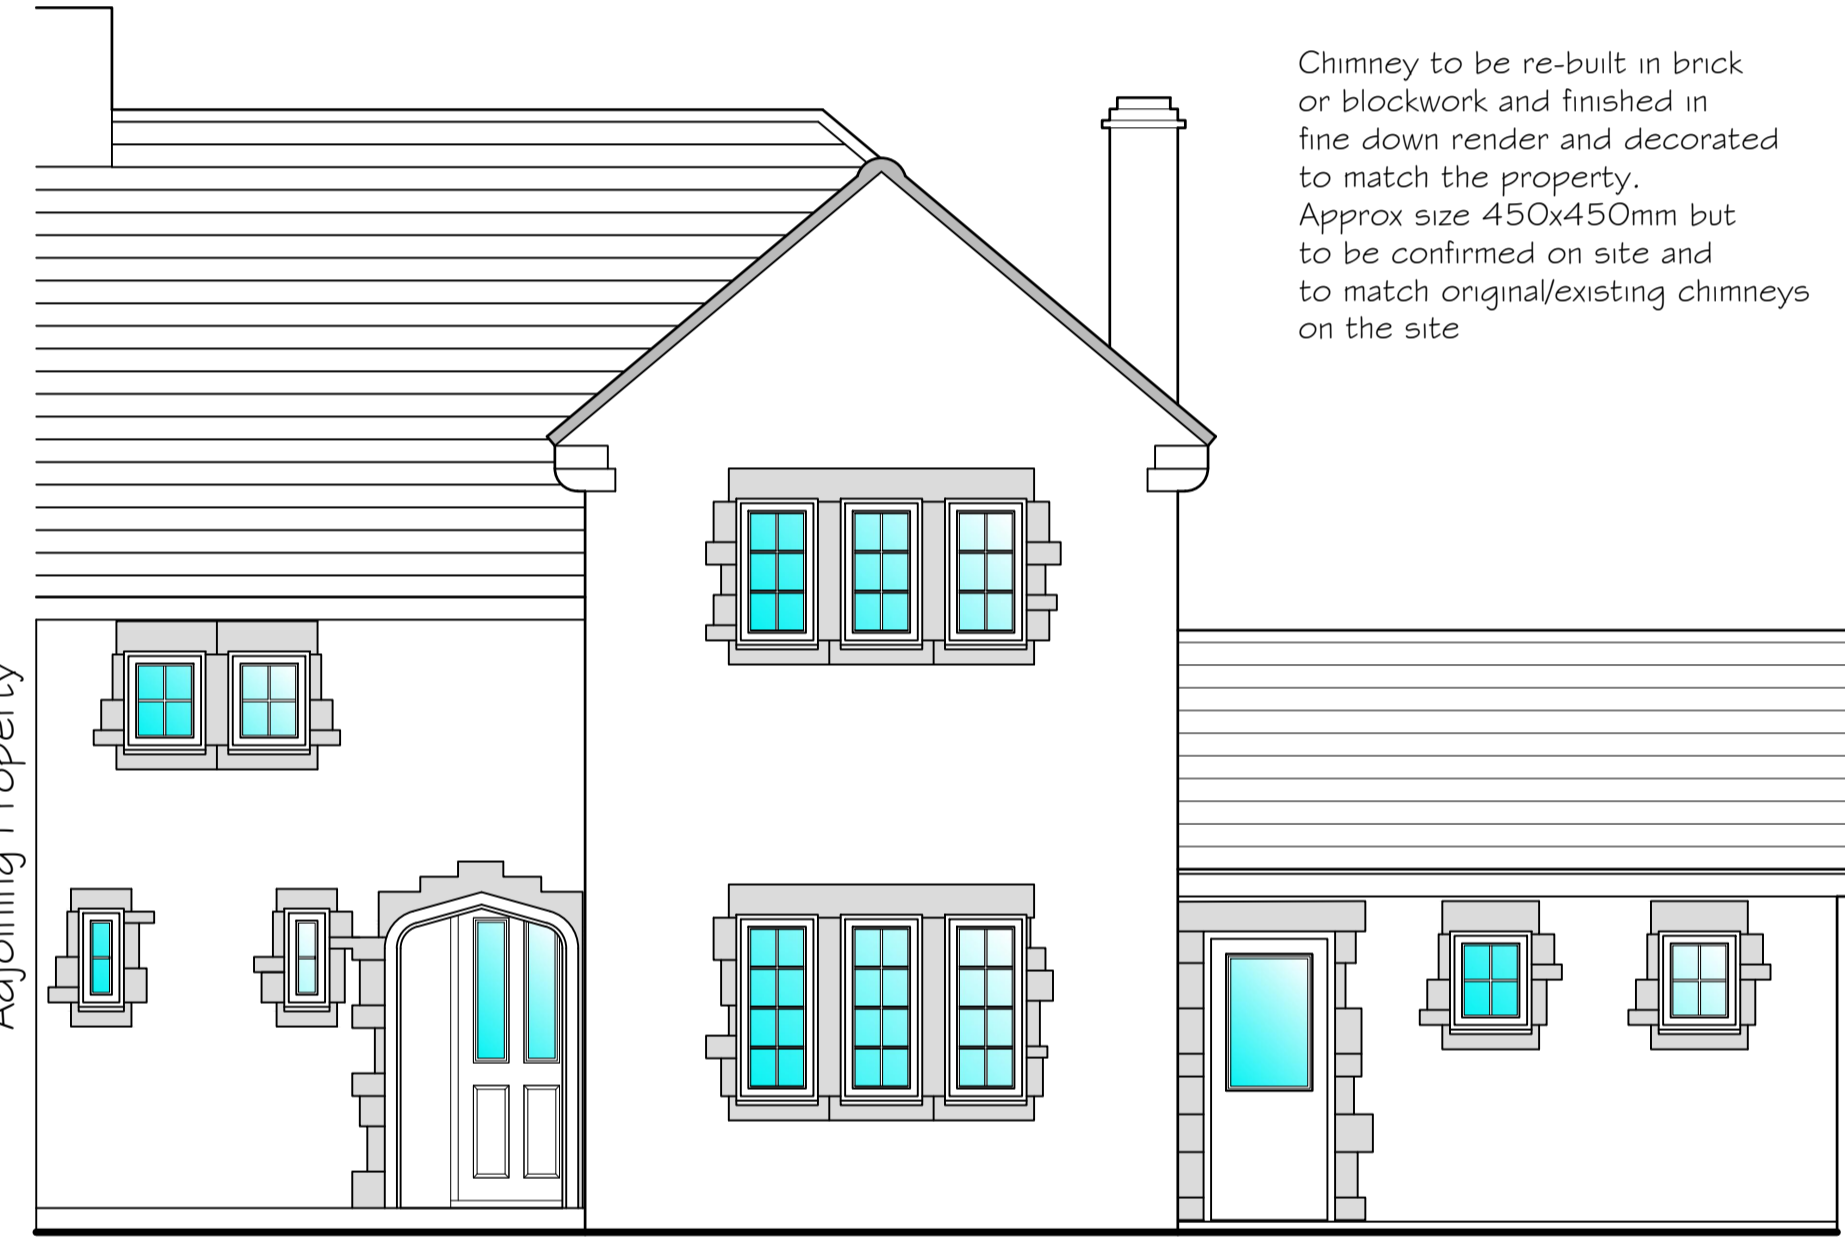 Chimney to be re-built in brick
or blockwork and finished in
fine down render and decorated
to match the property.
Approx size 450x450mm but
to be confirmed on site and
to match original/existing chimneys
on the site
Adjoining Property